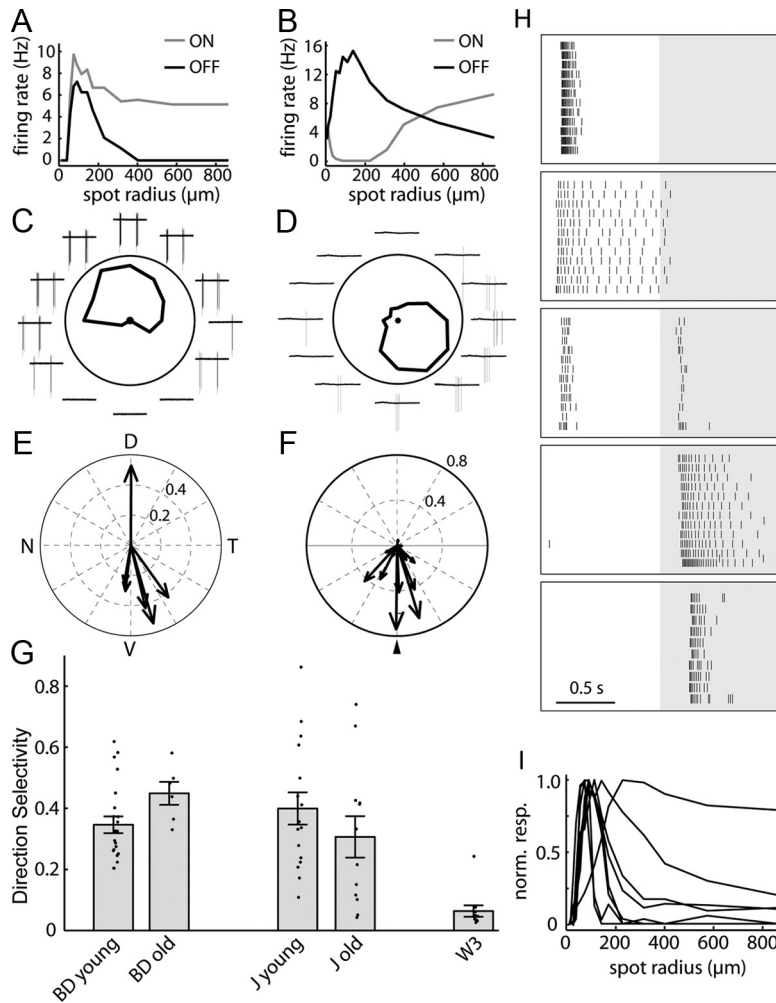 A
firing rate (Hz)
10
8
6
4
2
0
ON
OFF
0 200 400 600 800
spot radius (µm)
B
firing rate (Hz)
16
12
8
4
0
ON
OFF
0 200 400 600 800
spot radius (µm)
C
D
E
D
N
T
V
0.4
0.2
F
0.8
0.4
G
Direction Selectivity
0.8
0.6
0.4
0.2
0
BD young
BD old
J young
J old
W3
H
0.5 s
I
norm. resp.
1.0
0.5
0
0 200 400 600 800
spot radius (µm)